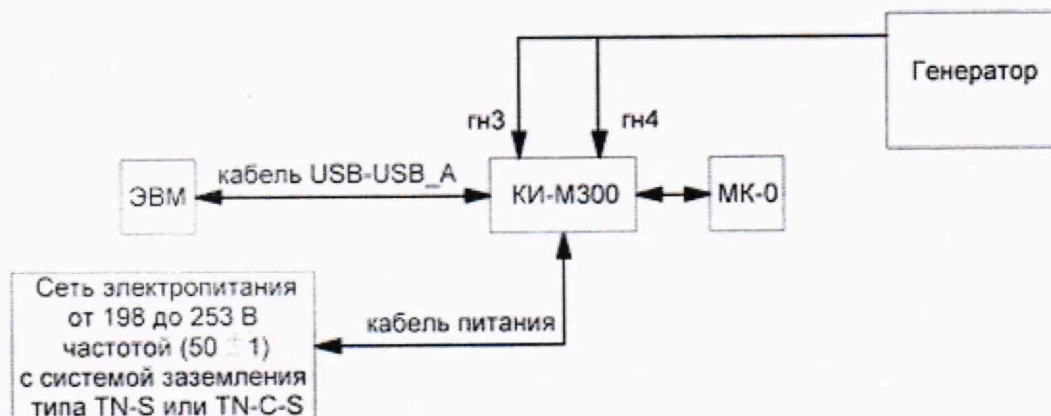 Генератор
гн3
гн4
кабель USB-USB_A
ЭВМ
КИ-М300
МК-0
Сеть электропитания
от 198 до 253 В
частотой (50 ± 1)
с системой заземления
типа TN-S или TN-C-S
кабель питания